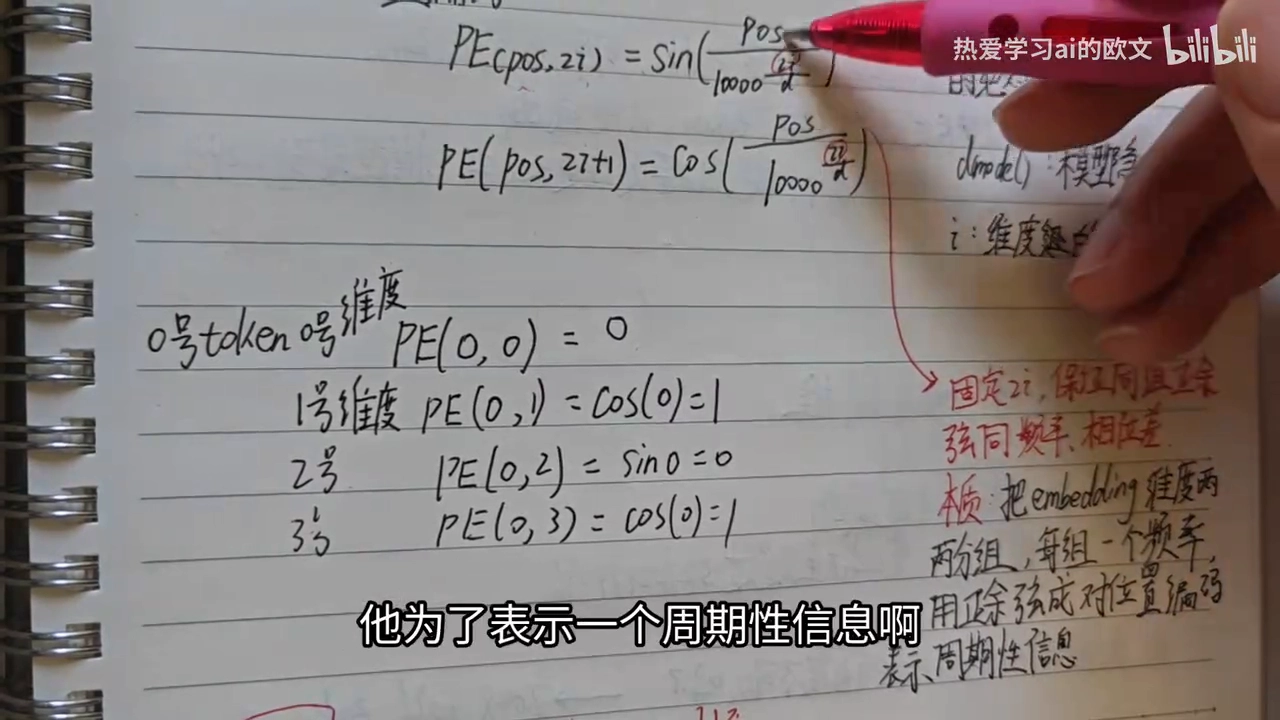 PE(pos,2i) = sin(pos/10000^(2i/d))
热爱学习ai的欧文 bilibili
PE(pos,2i+1) = cos(pos/10000^(2i/d))
dmodel: 模型
i: 维度
0号token 0号维度 PE(0,0) = 0
1号维度 PE(0,1) = cos(0)=1
2号 PE(0,2) = sin0=0
3号 PE(0,3) = cos(0)=1
固定2i,保证同组正余
弦同频率、相位差.
本质:把embedding维度两
两分组,每组一个频率,
用正余弦成对位置编码
表示周期性信息
他为了表示一个周期性信息啊